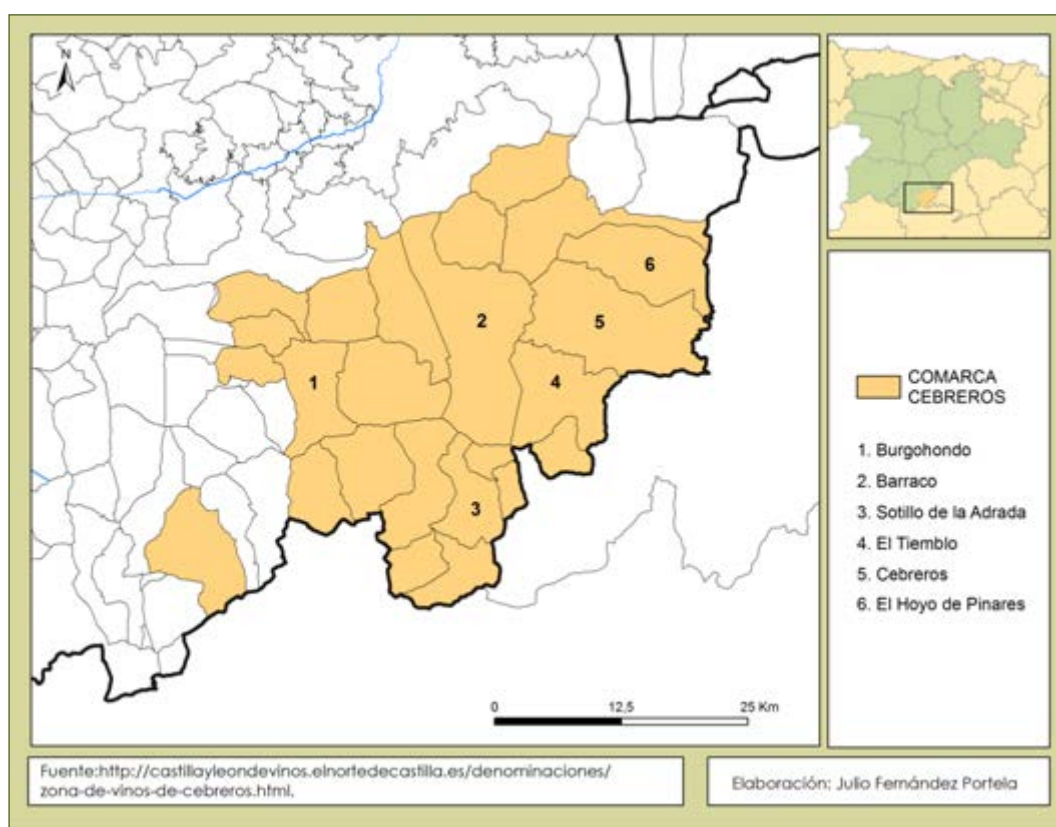 N
6
2
5
1
4
3
0 12,5 25 Km
COMARCA
CEBREROS
1. Burgohondo
2. Barraco
3. Sotillo de la Adrada
4. El Tiemblo
5. Cebreros
6. El Hoyo de Pinares
Fuente:http://castillayleondevinos.elnortedecastilla.es/denominaciones/
zona-de-vinos-de-cebreros.html.
Elaboración: Julio Fernández Portela